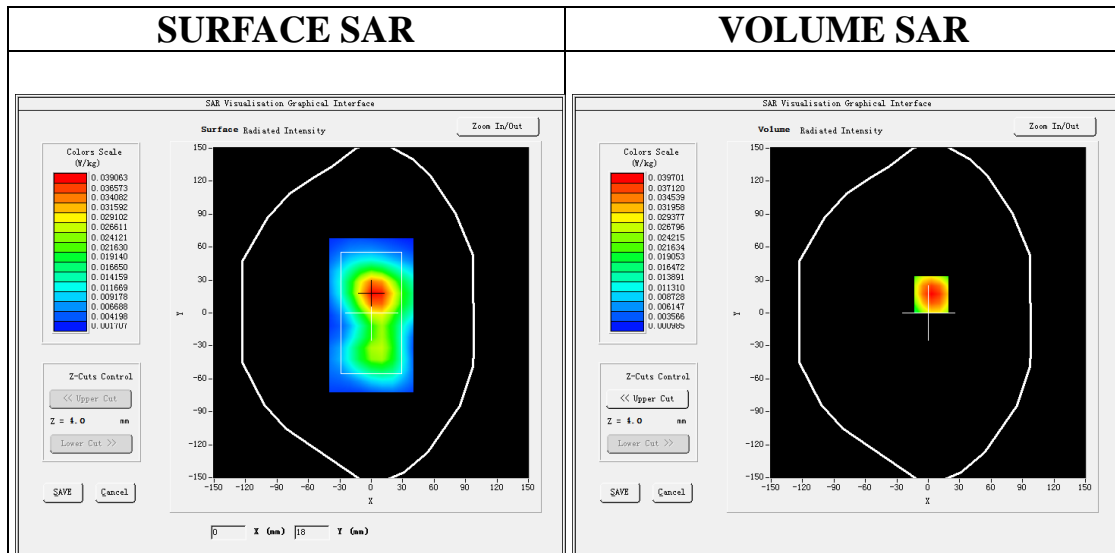 SURFACE SAR
VOLUME SAR
SAR Visualisation Graphical Interface
Surface Radiated Intensity
Zoom In/Out
Colors Scale
(W/kg)
0.039063
0.036573
0.034082
0.031592
0.029102
0.026611
0.024121
0.021630
0.019140
0.016650
0.014159
0.011669
0.009178
0.006688
0.004198
0.001707
150
90
60
30
0
-30
-60
-90
-120
-150
Y
-150 -120 -90 -60 -30 0 30 60 90 120 150
X
Z-Cuts Control
<< Upper Cut
Z = 4.0 mm
Lower Cut >>
SAVE Cancel
0 X (mm) 18 Y (mm)
SAR Visualisation Graphical Interface
Volume Radiated Intensity
Zoom In/Out
Colors Scale
(W/kg)
0.039701
0.037120
0.034539
0.031958
0.029377
0.026796
0.024215
0.021634
0.019053
0.016472
0.013891
0.011310
0.008728
0.006147
0.003566
0.000985
150
90
60
30
0
-30
-60
-90
-120
-150
Y
-150 -120 -90 -60 -30 0 30 60 90 120 150
X
Z-Cuts Control
<< Upper Cut
Z = 4.0 mm
Lower Cut >>
SAVE Cancel